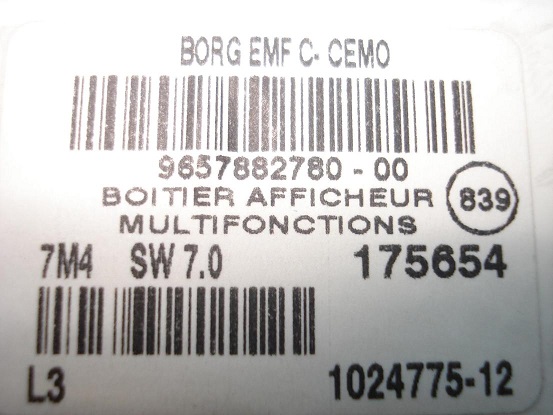 BORG EMF C- CEMO
9657882780 - 00
BOITIER AFFICHEUR 839
MULTIFONCTIONS
7M4 SW 7.0 175654
L3 1024775-12